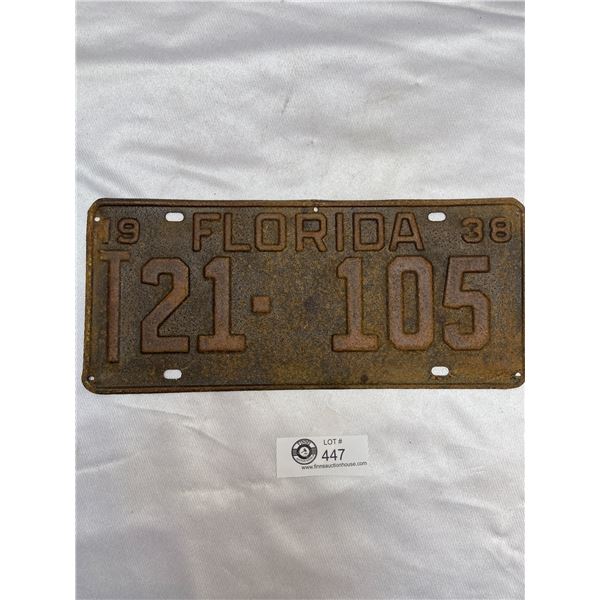 19 FLORIDA 38
T 21-105
LOT #
447
www.finnsauctionhouse.com